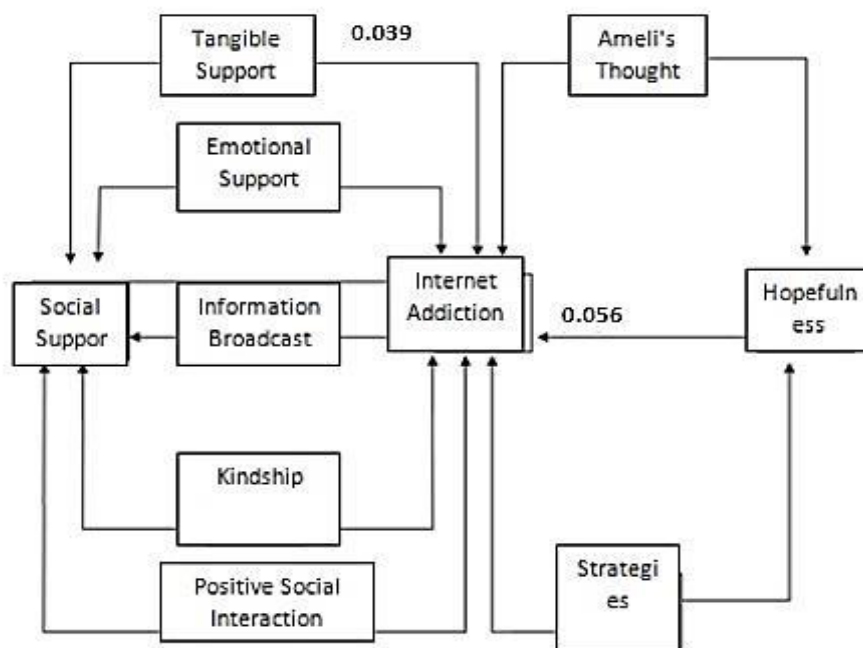 Tangible
Support
0.039
Ameli's
Thought
Emotional
Support
Internet
Addiction
Social
Suppor
Information
Broadcast
0.056
Hopefuln
ess
Kindship
Positive Social
Interaction
Strategi
es